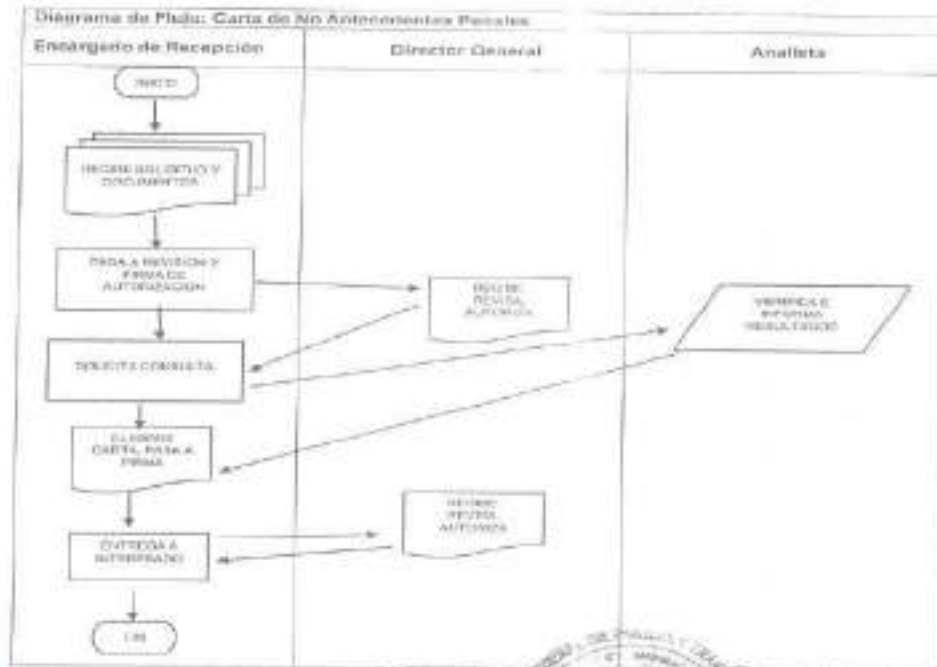 Diagrama de Flujo: Carta de No Antecedentes Penales
Encargado de Recepción
Director General
Analista
INICIO
RECIBE SOLICITUD Y
DOCUMENTOS
PASA A REVISION Y
FIRMA DE
AUTORIZACION
RECIBE
REVISA
AUTORIZA
VERIFICA E
INFORMA
RESULTADO
SOLICITA CONSULTA
ELABORA
CARTA, PASA A
FIRMA
RECIBE
REVISA
AUTORIZA
ENTREGA A
INTERESADO
FIN